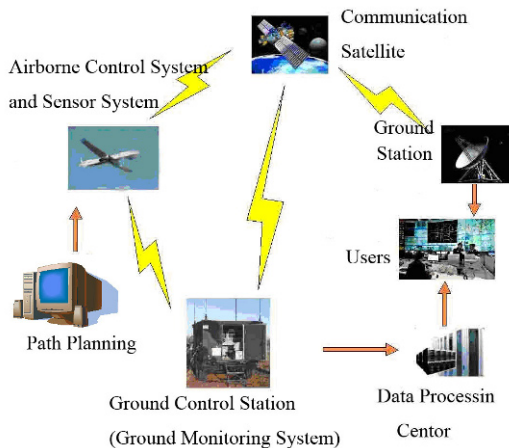 Communication
Satellite
Airborne Control System
and Sensor System
Ground
Station
Users
Path Planning
Ground Control Station
(Ground Monitoring System)
Data Processin
Centor